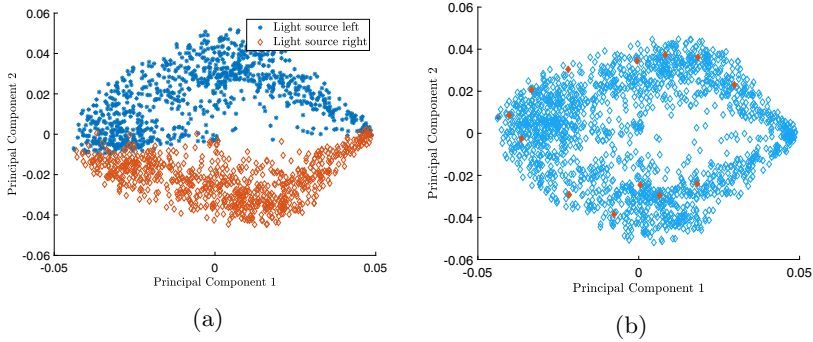 0.06
0.04
0.02
0
-0.02
-0.04
-0.06
-0.05
0
0.05
Principal Component 2
Principal Component 1
Light source left
Light source right
(a)
0.06
0.04
0.02
0
-0.02
-0.04
-0.06
-0.05
0
0.05
Principal Component 2
Principal Component 1
(b)